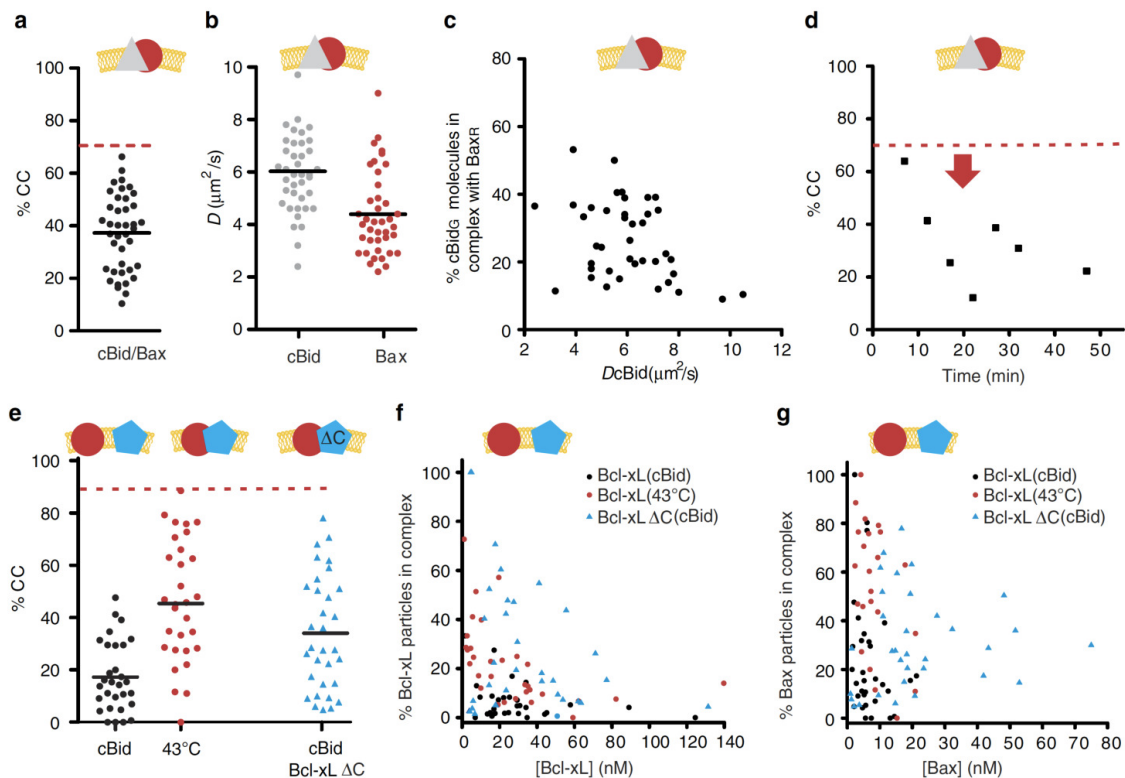 a
100
80
60
40
20
0
% CC
cBid/Bax
b
10
8
6
4
2
0
D (μm²/s)
cBid
Bax
c
80
60
40
20
0
% cBidG molecules in
complex with BaxR
2
4
6
8
10
12
DcBid(μm²/s)
d
100
80
60
40
20
0
% CC
0
10
20
30
40
50
Time (min)
e
ΔC
100
80
60
40
20
0
% CC
cBid
43°C
cBid
Bcl-xL ΔC
f
100
80
60
40
20
0
% Bcl-xL particles in complex
Bcl-xL(cBid)
Bcl-xL(43°C)
Bcl-xL ΔC(cBid)
0
20
40
60
80
100
120
140
[Bcl-xL] (nM)
g
100
80
60
40
20
0
% Bax particles in complex
Bcl-xL(cBid)
Bcl-xL(43°C)
Bcl-xL ΔC(cBid)
0
10
20
30
40
50
60
70
80
[Bax] (nM)